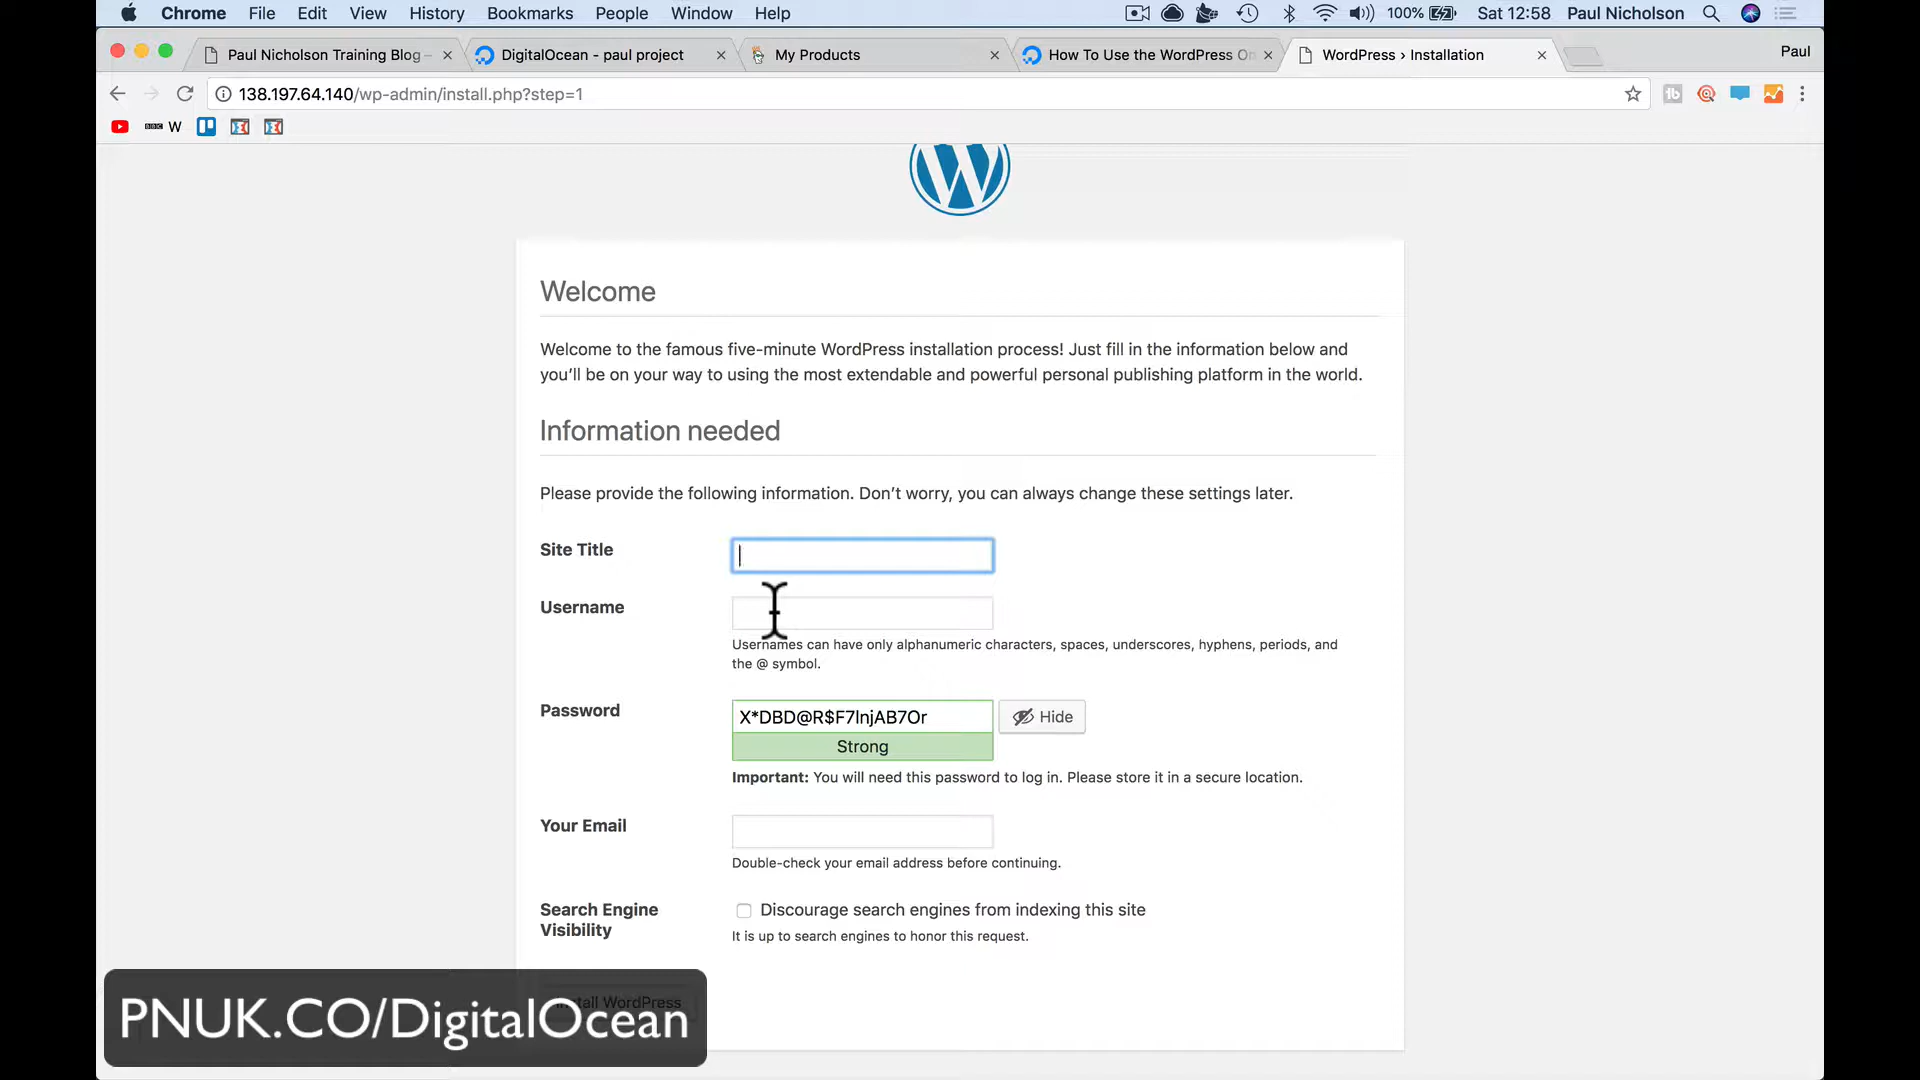 Chrome File Edit View History Bookmarks People Window Help 100% Sat 12:58 Paul Nicholson
Paul Nicholson Training Blog – DigitalOcean - paul project My Products How To Use the WordPress On WordPress › Installation Paul
138.197.64.140/wp-admin/install.php?step=1
BBC W
Welcome
Welcome to the famous five-minute WordPress installation process! Just fill in the information below and
you’ll be on your way to using the most extendable and powerful personal publishing platform in the world.
Information needed
Please provide the following information. Don’t worry, you can always change these settings later.
Site Title
Username
Usernames can have only alphanumeric characters, spaces, underscores, hyphens, periods, and
the @ symbol.
Password X*DBD@R$F7lnjAB7Or Hide
Strong
Important: You will need this password to log in. Please store it in a secure location.
Your Email
Double-check your email address before continuing.
Search Engine
Visibility
Discourage search engines from indexing this site
It is up to search engines to honor this request.
Install WordPress
PNUK.CO/DigitalOcean